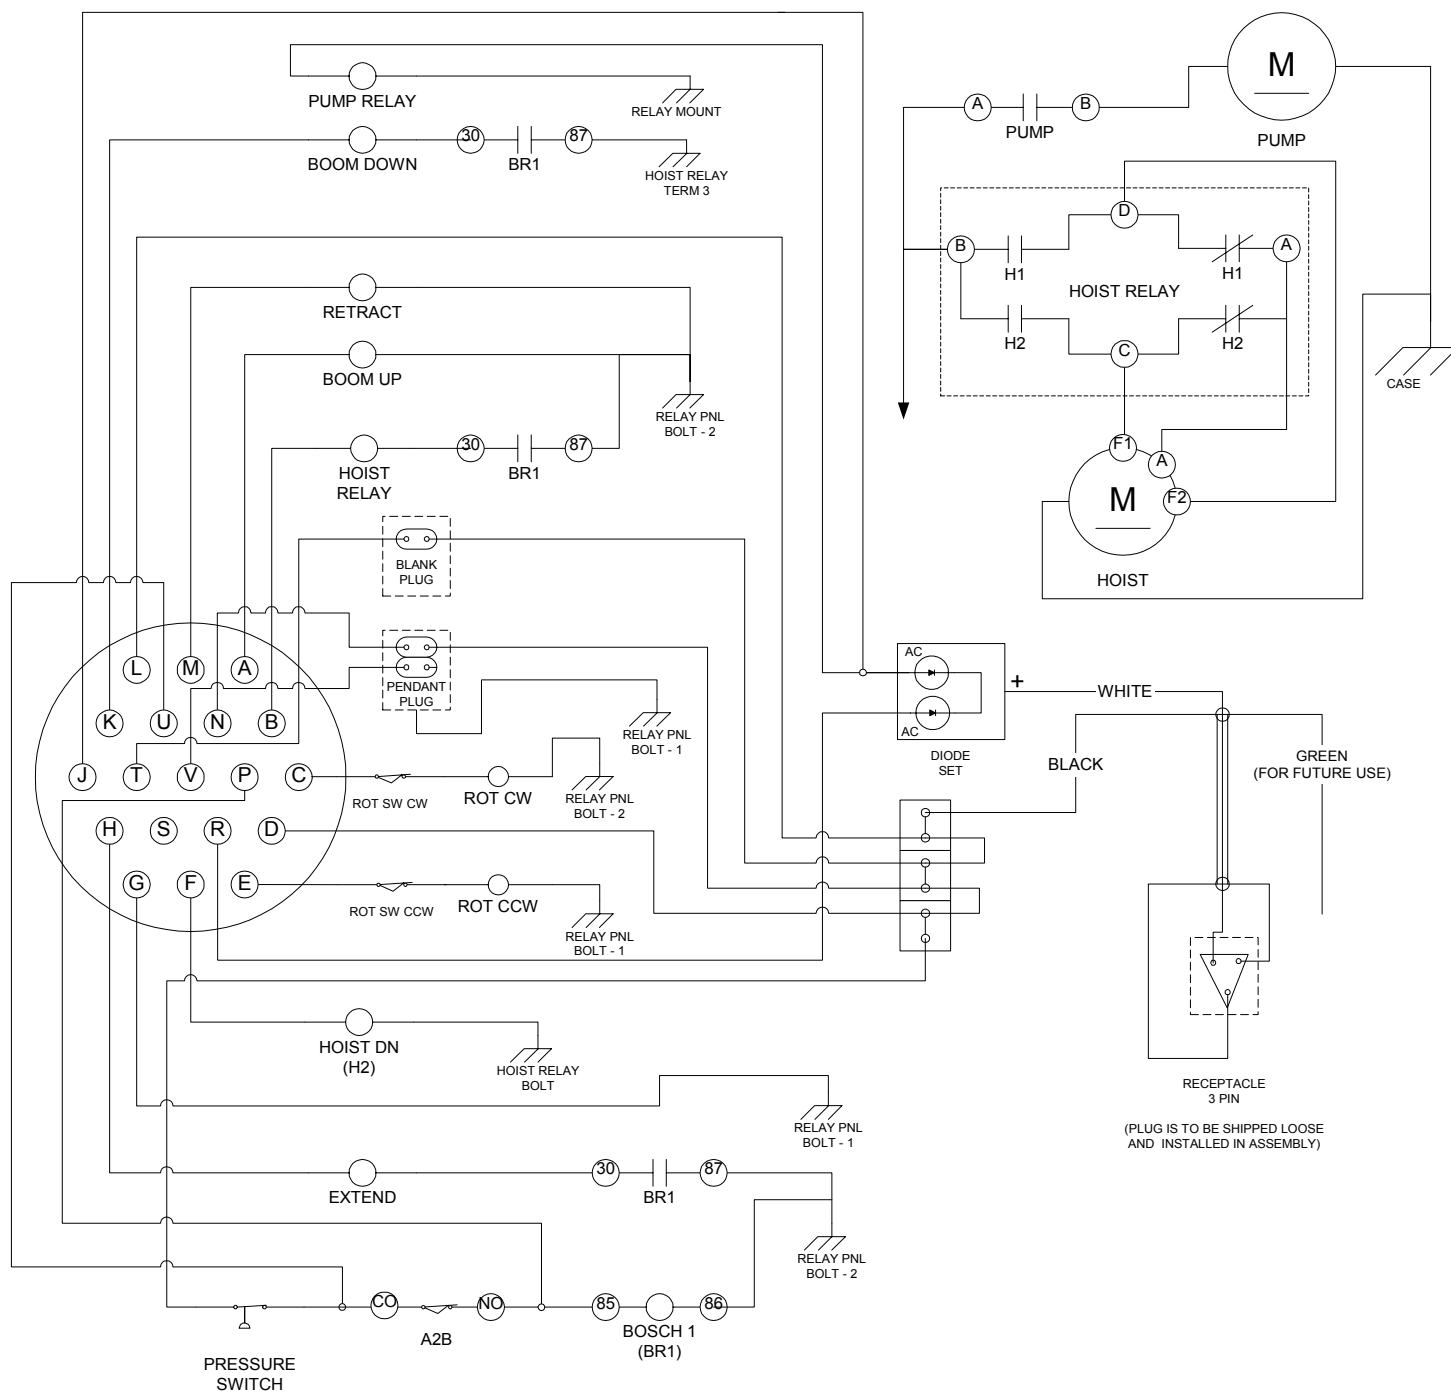 PUMP RELAY
RELAY MOUNT
BOOM DOWN
30
BR1
87
HOIST RELAY
TERM 3
RETRACT
BOOM UP
RELAY PNL
BOLT - 2
HOIST
RELAY
30
BR1
87
BLANK
PLUG
PENDANT
PLUG
RELAY PNL
BOLT - 1
L
M
A
K
U
N
B
J
T
V
P
C
H
S
R
D
G
F
E
ROT SW CW
ROT CW
RELAY PNL
BOLT - 2
ROT SW CCW
ROT CCW
RELAY PNL
BOLT - 1
HOIST DN
(H2)
HOIST RELAY
BOLT
RELAY PNL
BOLT - 1
EXTEND
30
BR1
87
RELAY PNL
BOLT - 2
PRESSURE
SWITCH
CO
A2B
NO
85
BOSCH 1
(BR1)
86
A
PUMP
B
M
PUMP
D
B
H1
H1
A
HOIST RELAY
H2
H2
C
CASE
F1
A
F2
M
HOIST
AC
AC
+
DIODE
SET
WHITE
BLACK
GREEN
(FOR FUTURE USE)
RECEPTACLE
3 PIN
(PLUG IS TO BE SHIPPED LOOSE
AND INSTALLED IN ASSEMBLY)